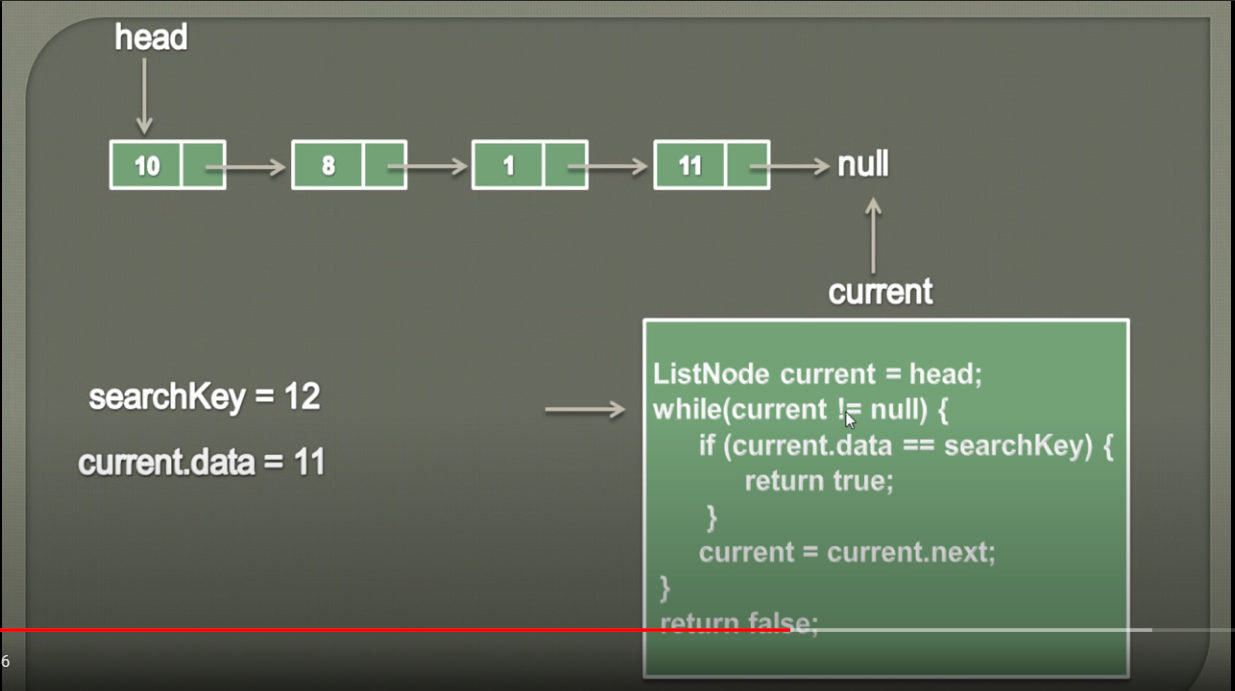 head
10 8 1 11 null
current
searchKey = 12
current.data = 11
ListNode current = head;
while(current != null) {
if (current.data == searchKey) {
return true;
}
current = current.next;
}
return false;
6